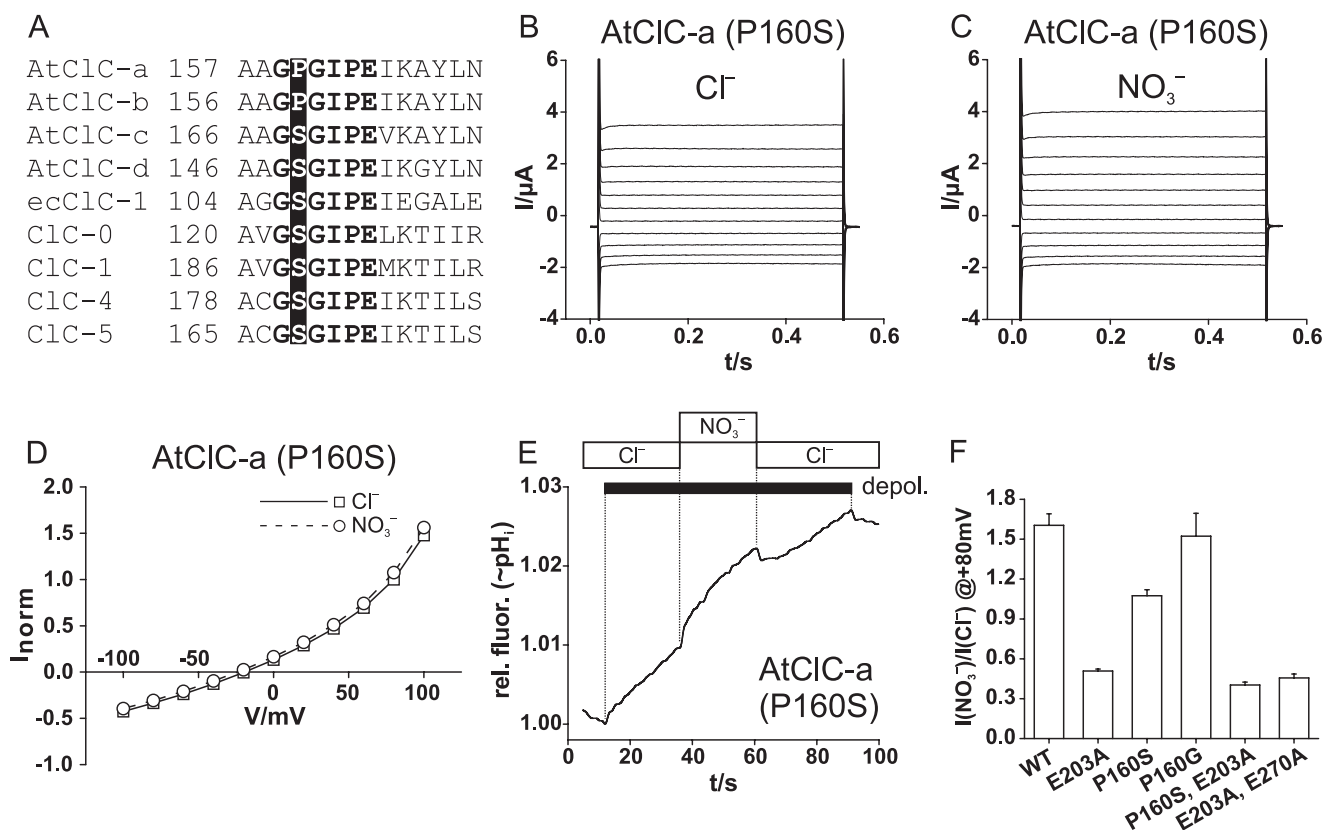 A
AtClC-a 157 AAGPGIPEIKAYLN
AtClC-b 156 AAGPGIPEIKAYLN
AtClC-c 166 AAGSGIPEVKAYLN
AtClC-d 146 AAGSGIPEIKGYLN
ecClC-1 104 AGGSGIPEIEGALE
ClC-0 120 AVGSGIPELKTIIR
ClC-1 186 AVGSGIPEMKTILR
ClC-4 178 ACGSGIPEIKTILS
ClC-5 165 ACGSGIPEIKTILS
B
AtClC-a (P160S)
Cl⁻
6
4
2
0
-2
-4
I/µA
0.0 0.2 0.4 0.6
t/s
C
AtClC-a (P160S)
NO₃⁻
6
4
2
0
-2
-4
I/µA
0.0 0.2 0.4 0.6
t/s
D
AtClC-a (P160S)
Cl⁻
NO₃⁻
2.0
1.5
1.0
0.5
0.0
-0.5
-1.0
Inorm
-100 -50 0 50 100
V/mV
E
NO₃⁻
Cl⁻ Cl⁻
depol.
1.03
1.02
1.01
1.00
rel. fluor. (~pHi)
AtClC-a
(P160S)
0 20 40 60 80 100
t/s
F
1.8
1.5
1.2
0.9
0.6
0.3
0.0
I(NO₃⁻)/I(Cl⁻) @+80mV
WT
E203A
P160S
P160G
P160S, E203A
E203A, E270A